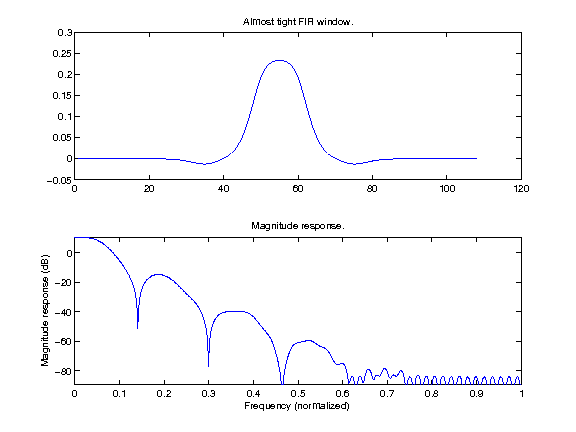 Almost tight FIR window.
0.3
0.25
0.2
0.15
0.1
0.05
0
−0.05
0 20 40 60 80 100 120
Magnitude response.
Magnitude response (dB)
0
−20
−40
−60
−80
0 0.1 0.2 0.3 0.4 0.5 0.6 0.7 0.8 0.9 1
Frequency (normalized)